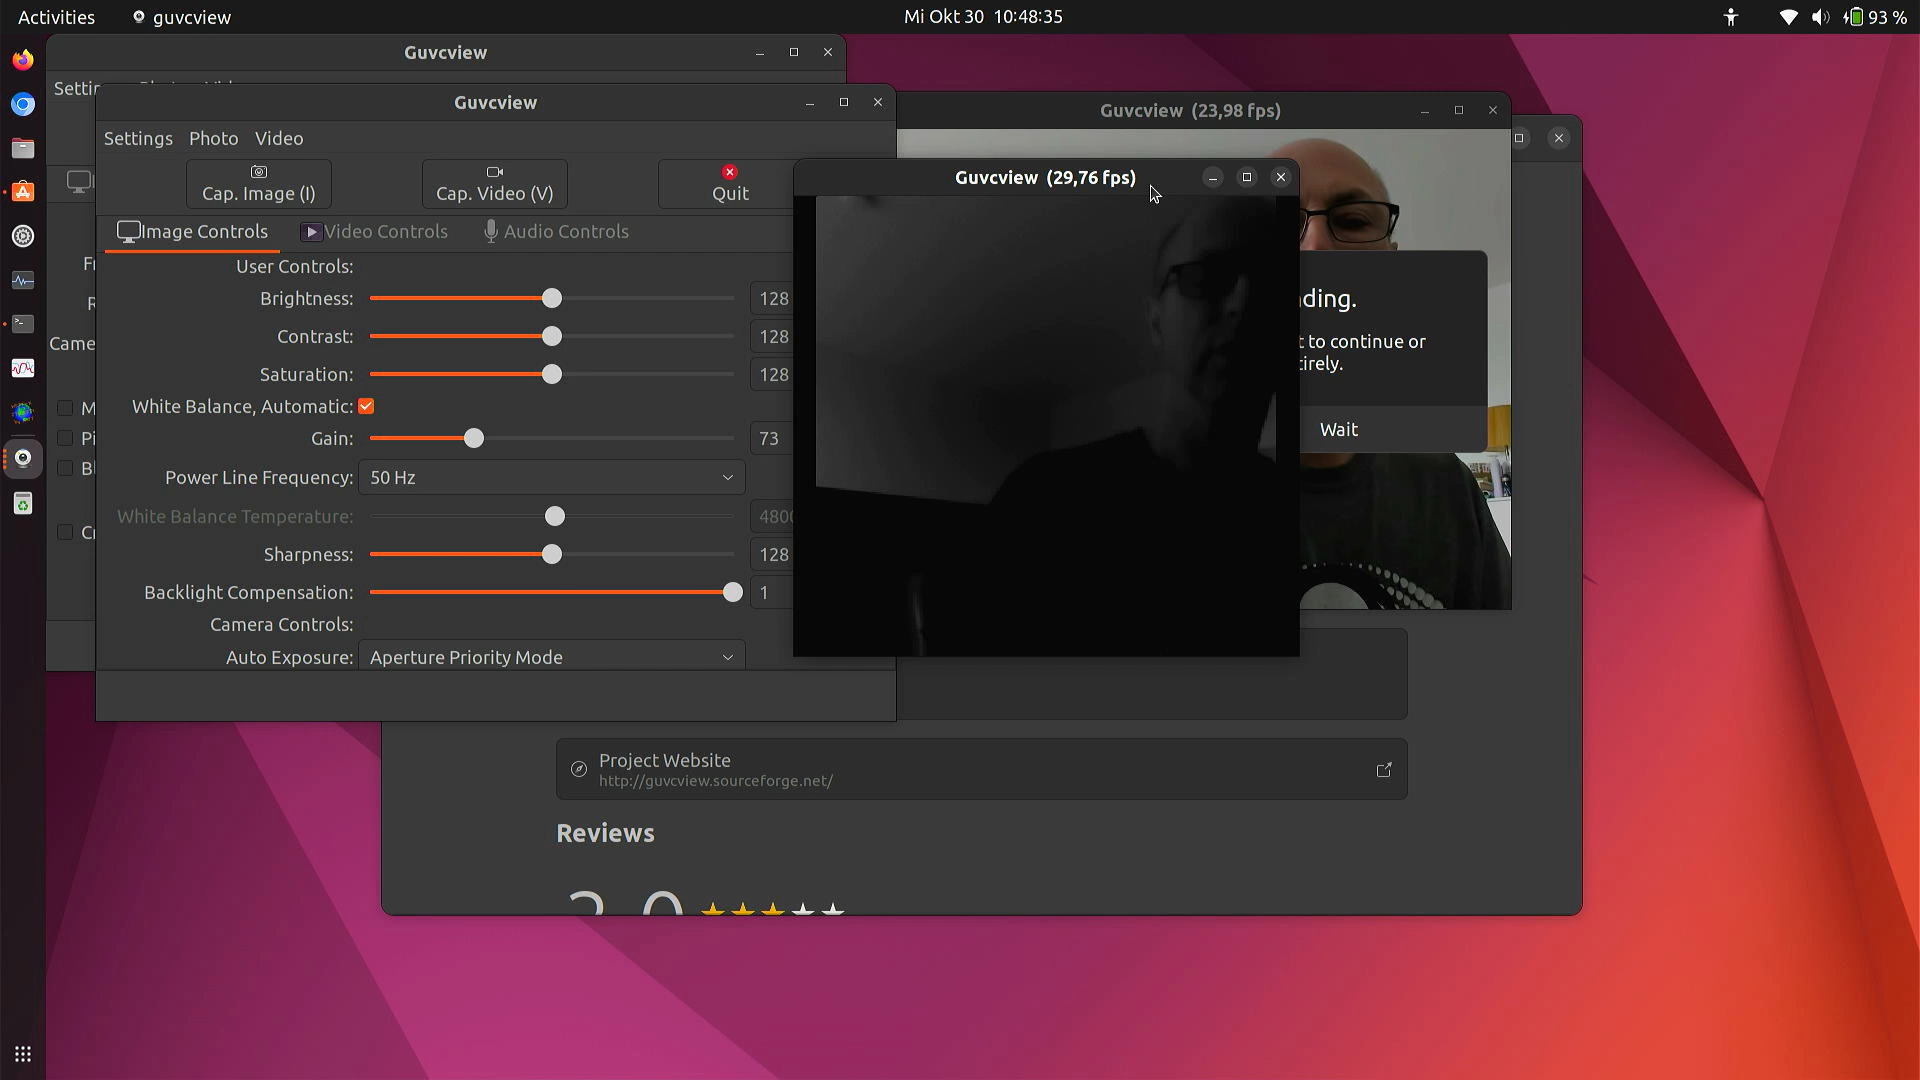 Activities guvcview Mi Okt 30 10:48:35 93 %
Guvcview
Guvcview
Settings Photo Video
Cap. Image (I) Cap. Video (V) Quit
Image Controls Video Controls Audio Controls
User Controls:
Brightness: 128
Contrast: 128
Saturation: 128
White Balance, Automatic:
Gain: 73
Power Line Frequency: 50 Hz
White Balance Temperature: 480
Sharpness: 128
Backlight Compensation: 1
Camera Controls:
Auto Exposure: Aperture Priority Mode
Came
Guvcview (23,98 fps)
Guvcview (29,76 fps)
ding.
t to continue or
tirely.
Wait
Project Website
http://guvcview.sourceforge.net/
Reviews